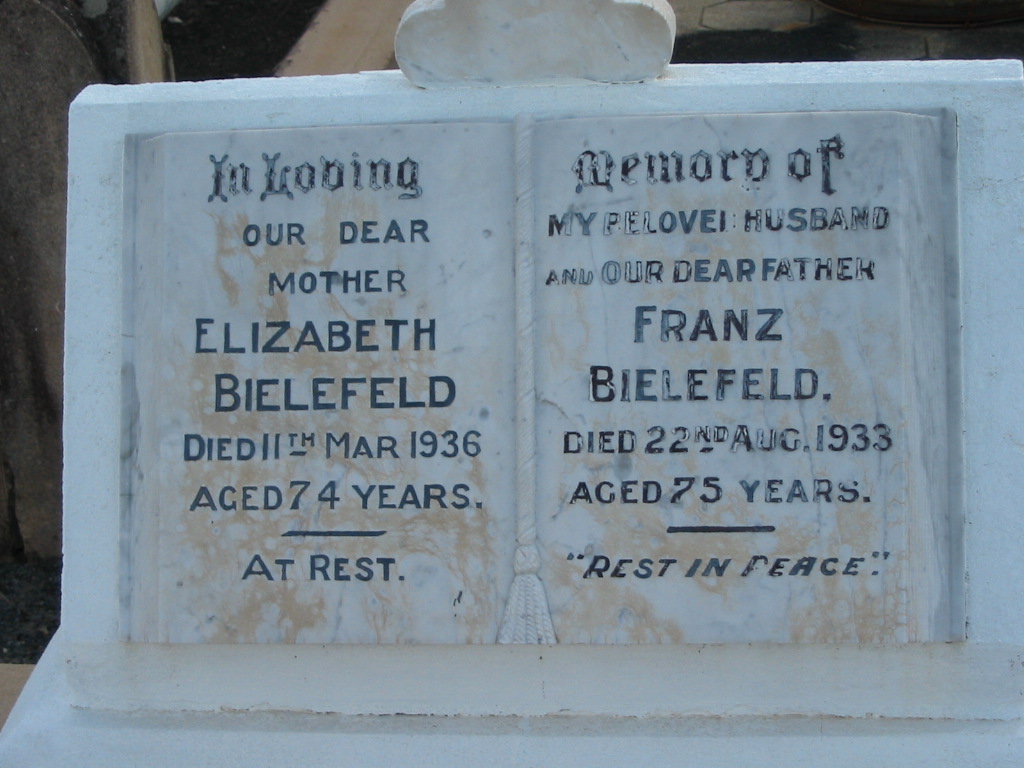 In Loving
OUR DEAR
MOTHER
ELIZABETH
BIELEFELD
DIED 11TH MAR 1936
AGED 74 YEARS.
AT REST.
Memory of
MY BELOVED HUSBAND
AND OUR DEAR FATHER
FRANZ
BIELEFELD.
DIED 22ND AUG. 1933
AGED 75 YEARS.
"REST IN PEACE".